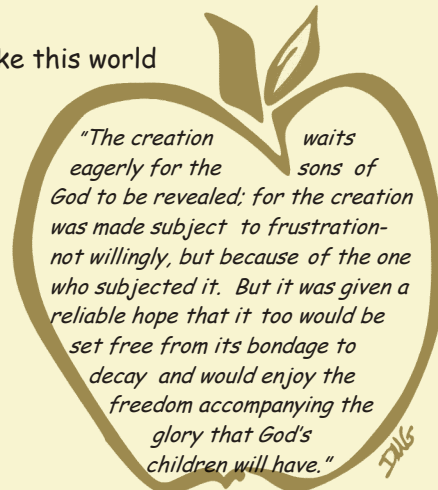 ke this world
"The creation waits
eagerly for the sons of
God to be revealed; for the creation
was made subject to frustration-
not willingly, but because of the one
who subjected it. But it was given a
reliable hope that it too would be
set free from its bondage to
decay and would enjoy the
freedom accompanying the
glory that God's
children will have."
DWG